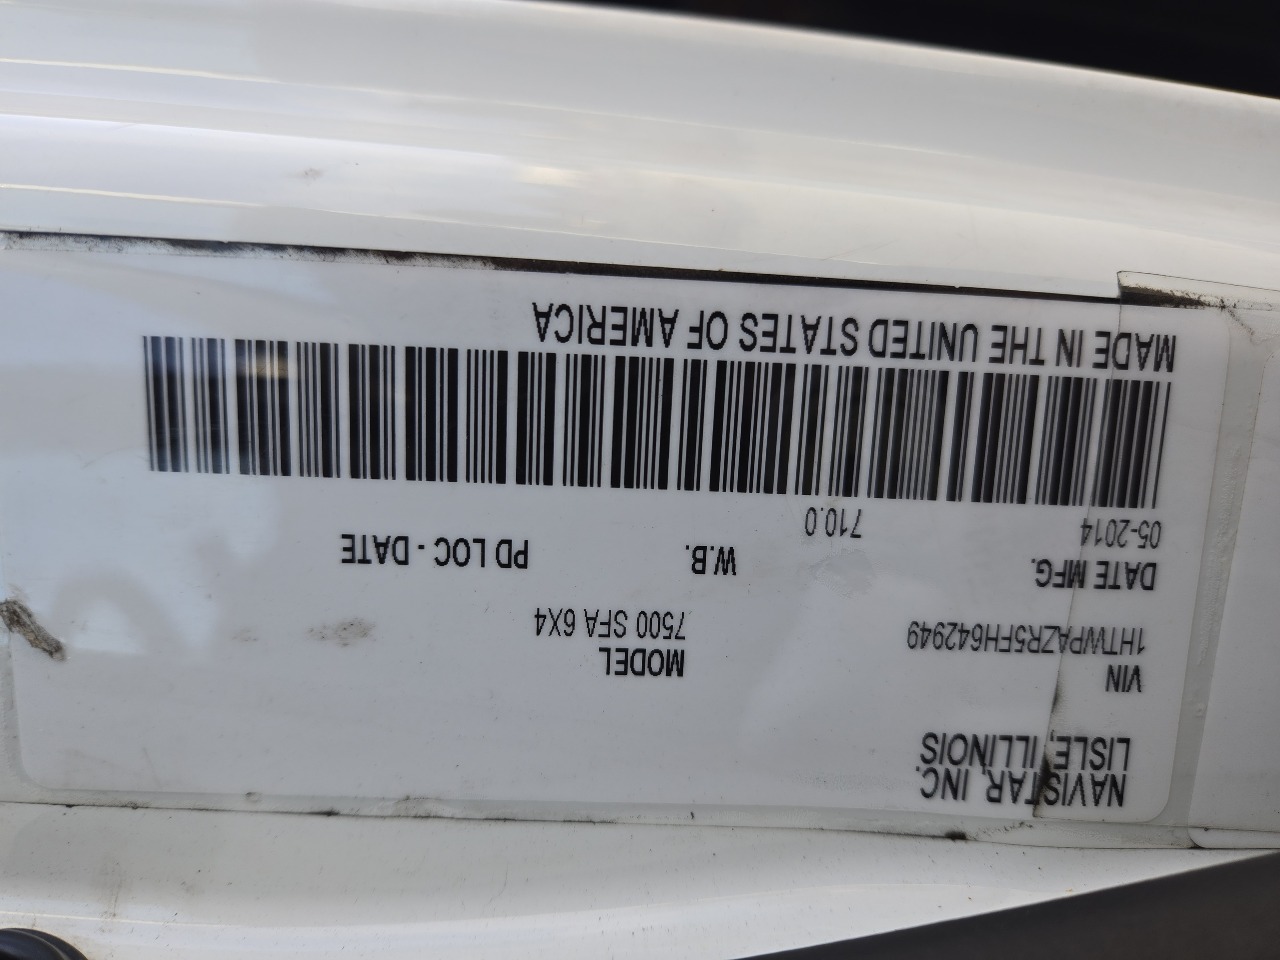 NAVISTAR, INC.
LISLE, ILLINOIS
VIN
1HTWPAZR5FH642949
MODEL
7500 SFA 6X4
DATE MFG.
05-2014
W.B.
710.0
PD LOC - DATE
MADE IN THE UNITED STATES OF AMERICA